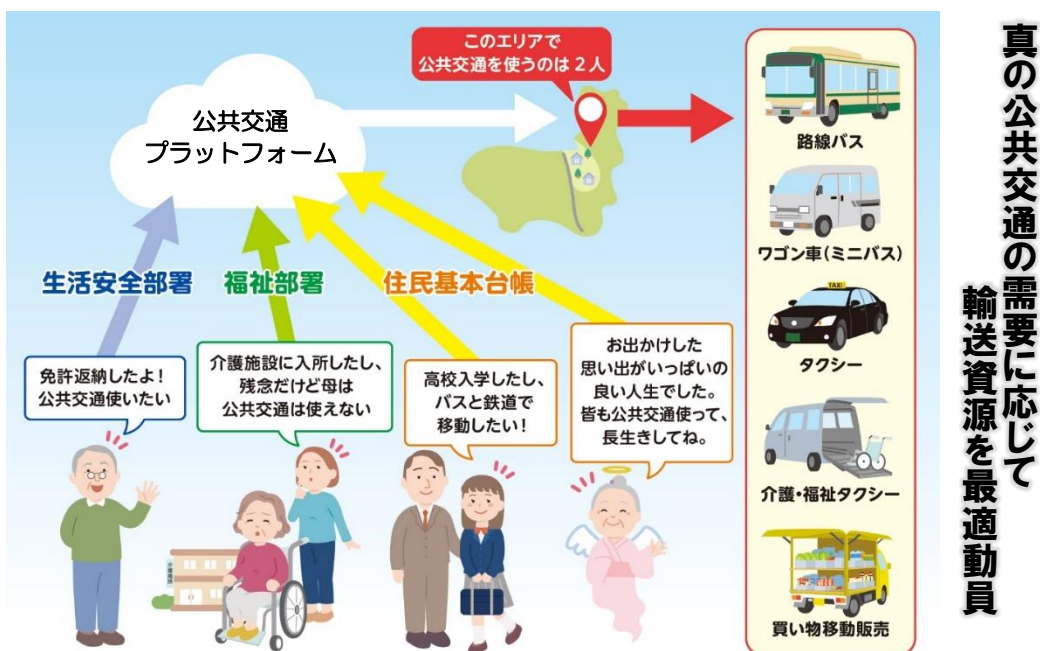 真の公共交通の需要に応じて
輸送資源を最適動員
このエリアで
公共交通を使うのは２人
公共交通
プラットフォーム
生活安全部署
福祉部署
住民基本台帳
免許返納したよ！
公共交通使いたい
介護施設に入所したし、
残念だけど母は
公共交通は使えない
高校入学したし、
バスと鉄道で
移動したい！
お出かけした
思い出がいっぱいの
良い人生でした。
皆も公共交通使って、
長生きしてね。
介護施設
路線バス
ワゴン車（ミニバス）
TAXI
タクシー
介護・福祉タクシー
買い物移動販売